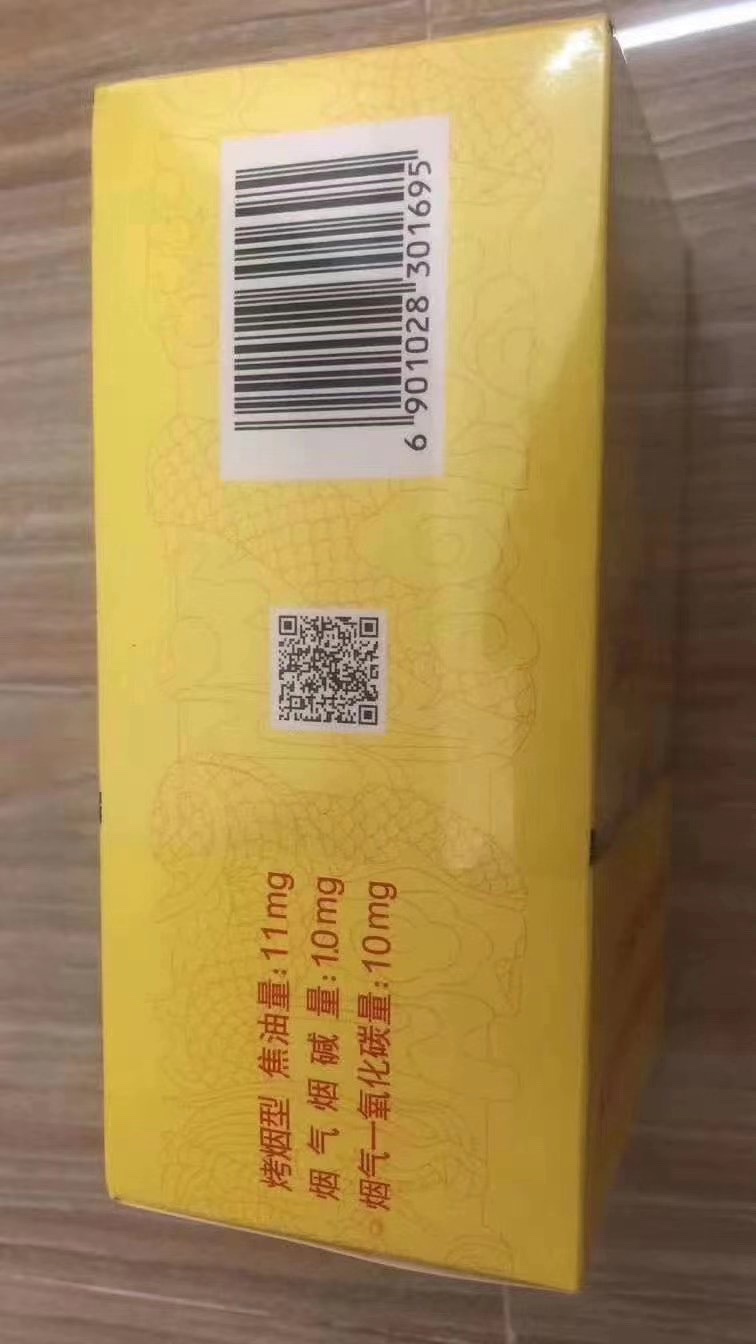 烤烟型 焦油量:11mg
烟气烟碱量:1.0mg
烟气一氧化碳量:10mg
6 901028 301695